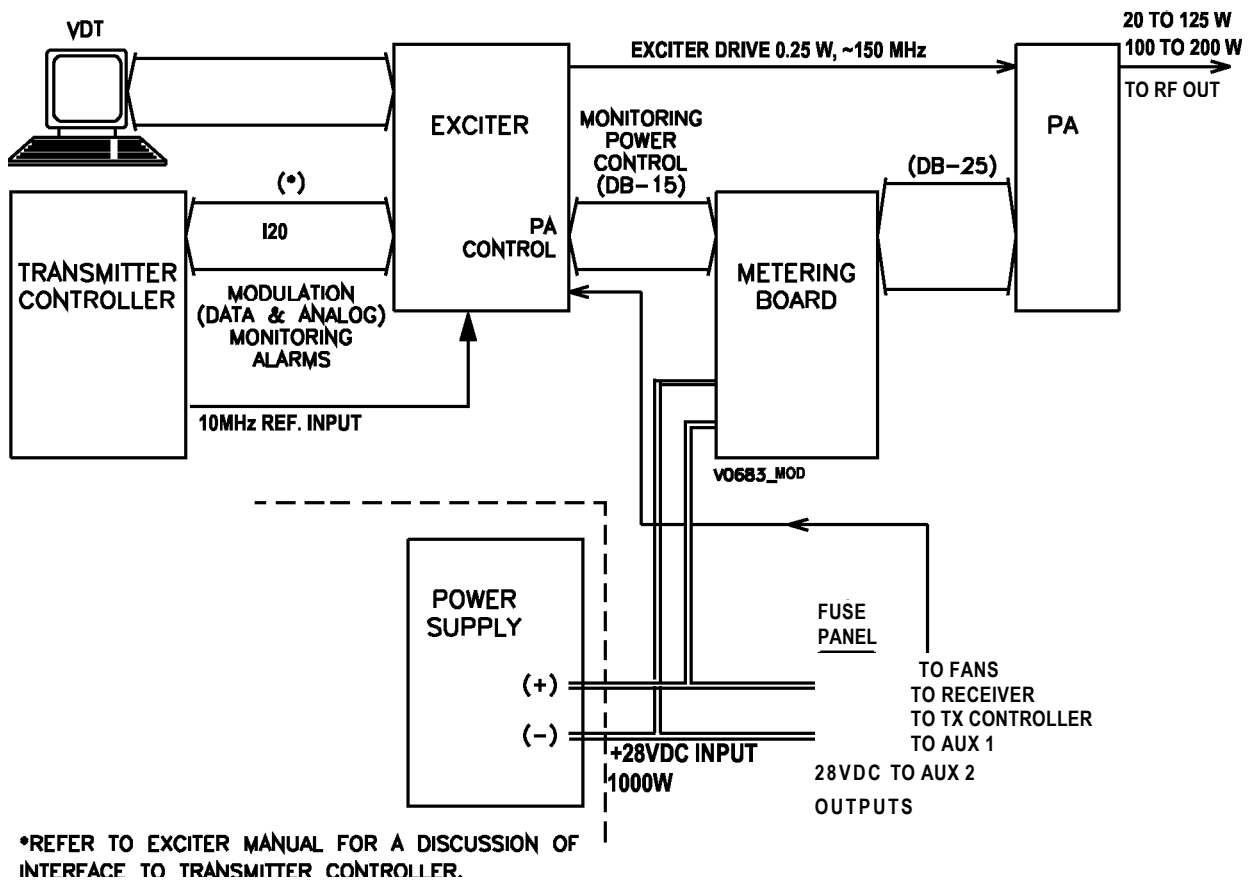 VDT
20 TO 125 W
100 TO 200 W
TO RF OUT
EXCITER DRIVE 0.25 W, ~150 MHz
EXCITER
PA
MONITORING
POWER
CONTROL
(DB-15)
(DB-25)
(*)
I20
PA
CONTROL
TRANSMITTER
CONTROLLER
METERING
BOARD
MODULATION
(DATA & ANALOG)
MONITORING
ALARMS
10MHz REF. INPUT
V0683_MOD
POWER
SUPPLY
FUSE
PANEL
(+)
(-)
TO FANS
TO RECEIVER
TO TX CONTROLLER
TO AUX 1
+28VDC INPUT
1000W
28VDC TO AUX 2
OUTPUTS
*REFER TO EXCITER MANUAL FOR A DISCUSSION OF
INTERFACE TO TRANSMITTER CONTROLLER.